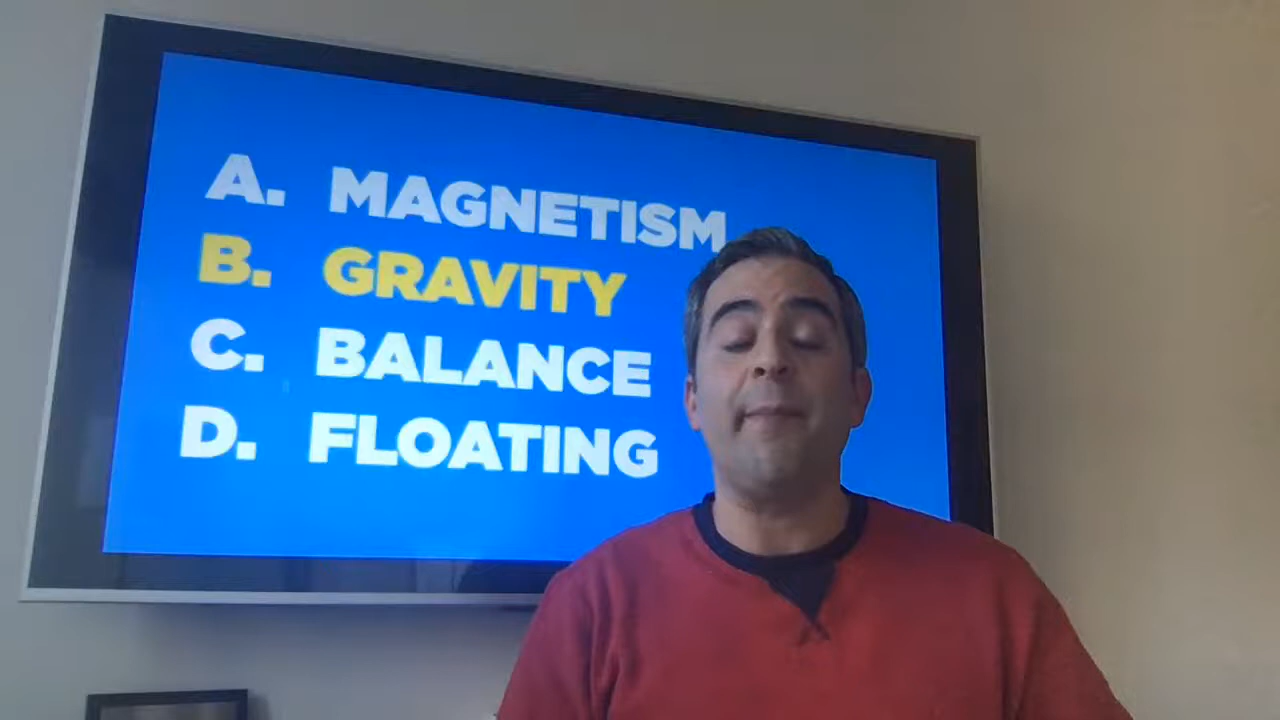 A. MAGNETISM
B. GRAVITY
C. BALANCE
D. FLOATING